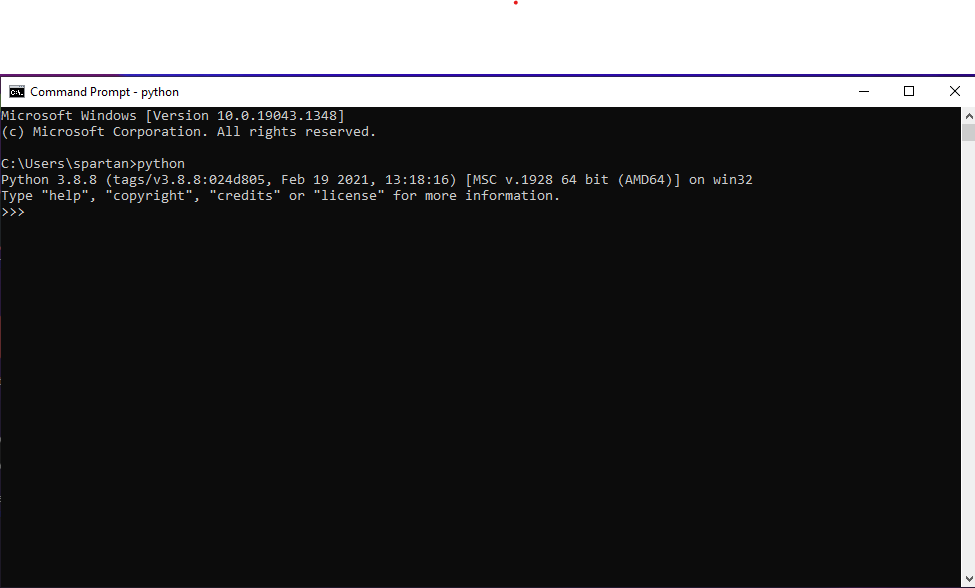 Command Prompt - python
Microsoft Windows [Version 10.0.19043.1348]
(c) Microsoft Corporation. All rights reserved.
C:\Users\spartan>python
Python 3.8.8 (tags/v3.8.8:024d805, Feb 19 2021, 13:18:16) [MSC v.1928 64 bit (AMD64)] on win32
Type "help", "copyright", "credits" or "license" for more information.
>>>